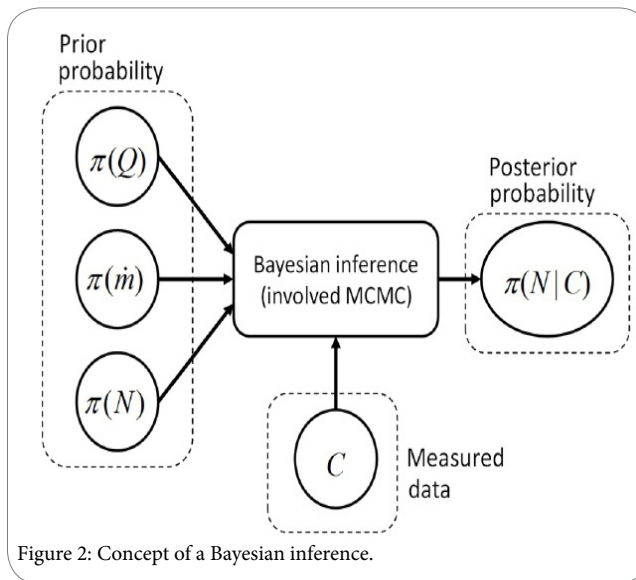 Prior
probability
π(Q)
π(ṁ)
π(N)
Bayesian inference
(involved MCMC)
Posterior
probability
π(N|C)
C
Measured
data
Figure 2: Concept of a Bayesian inference.